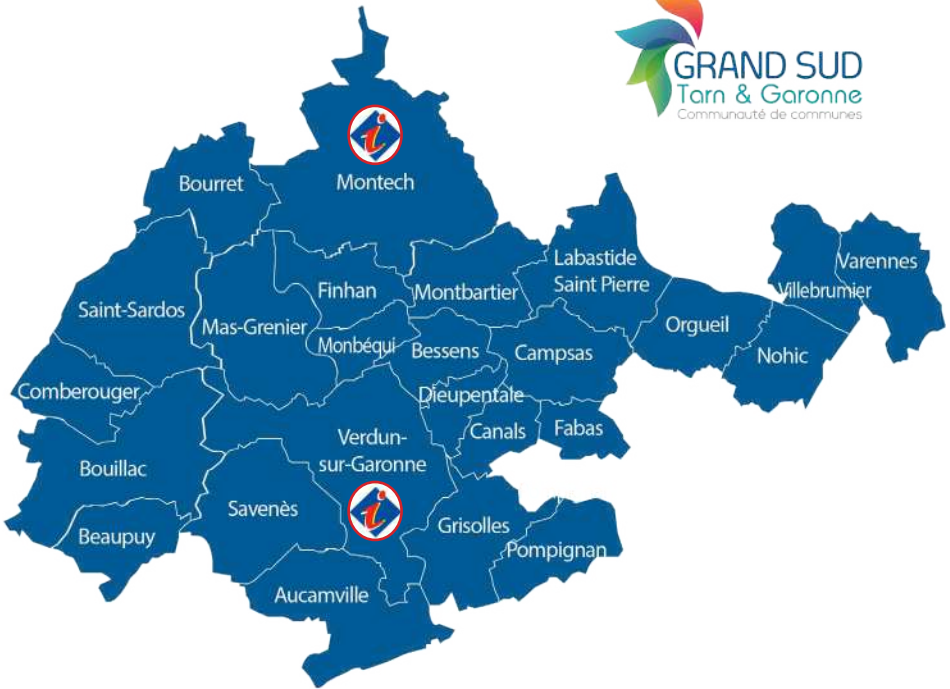 GRAND SUD
Tarn & Garonne
Communauté de communes
i
Montech
Bourret
Labastide
Saint Pierre
Varennes
Villebrumier
Finhan
Montbartier
Saint-Sardos
Mas-Grenier
Orgueil
Monbéqui
Bessens
Campsas
Nohic
Comberouger
Dieupentale
Canals
Fabas
Verdun-
sur-Garonne
Bouillac
i
Savenès
Grisolles
Beaupuy
Pompignan
Aucamville